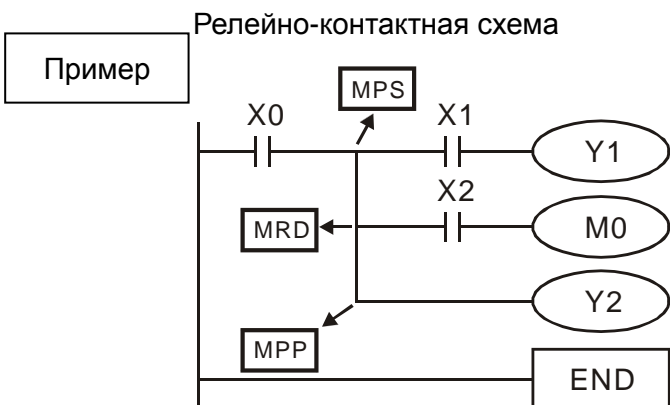 Релейно-контактная схема
Пример
MPS
X0
X1
Y1
X2
MRD
M0
Y2
MPP
END